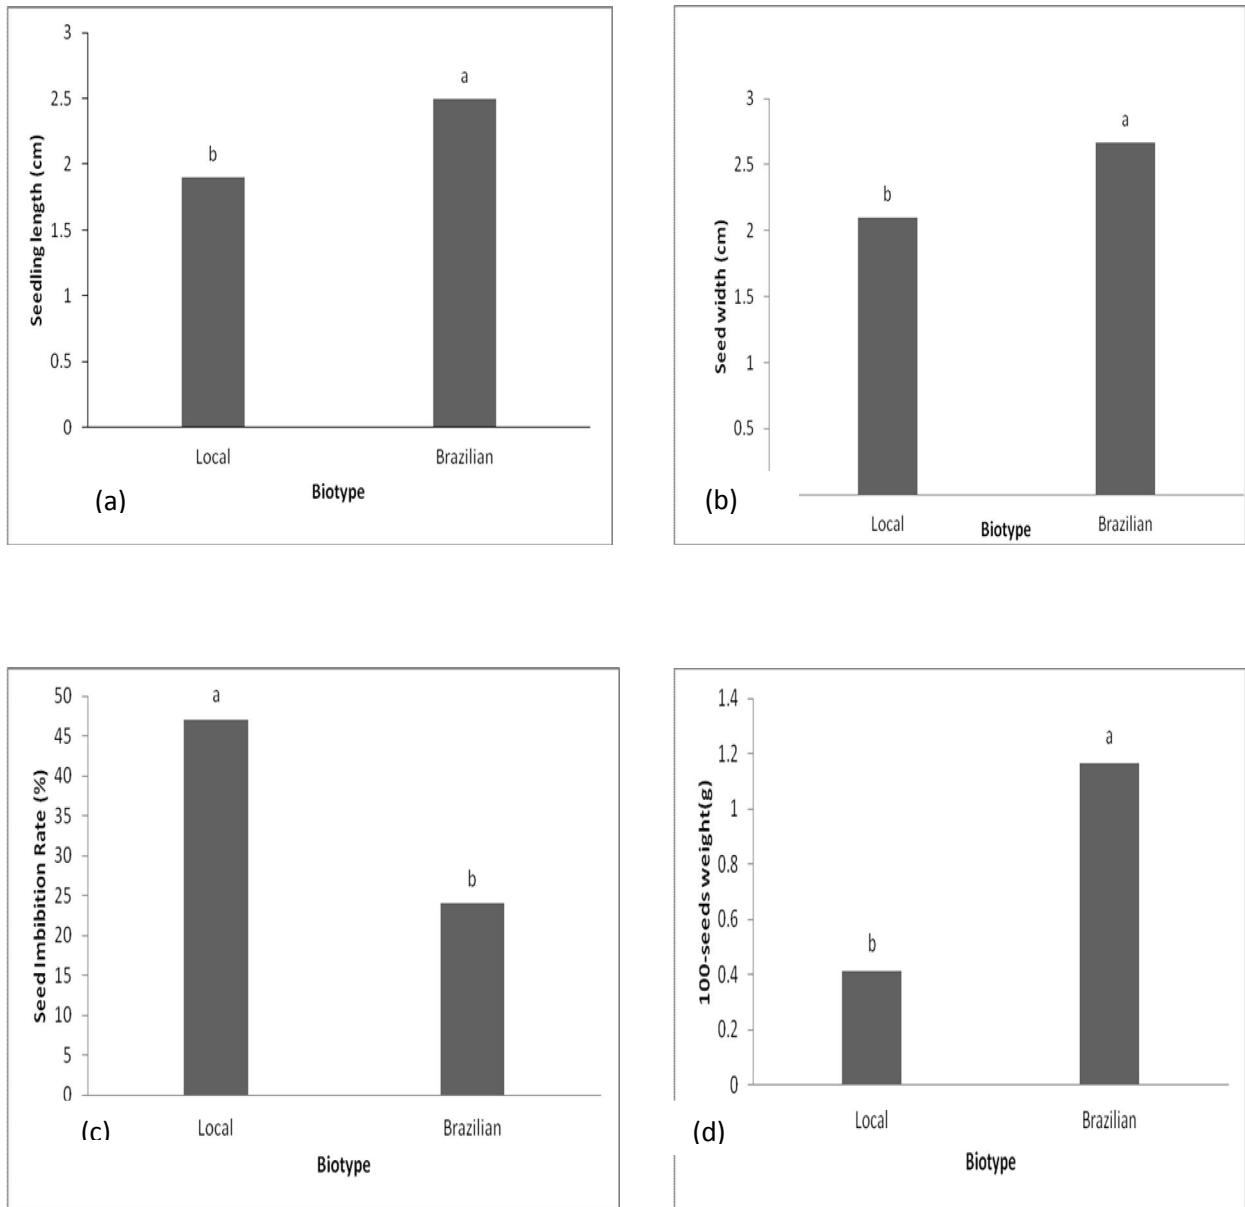 3
2.5
2
1.5
1
0.5
0
Seedling length (cm)
b
a
Local
Brazilian
Biotype
(a)
3
2.5
2
1.5
1
0.5
Seed width (cm)
b
a
Local
Brazilian
Biotype
(b)
50
45
40
35
30
25
20
15
10
5
0
Seed Imbibition Rate (%)
a
b
Local
Brazilian
Biotype
(c)
1.4
1.2
1
0.8
0.6
0.4
0.2
0
100-seeds weight(g)
b
a
Local
Brazilian
Biotype
(d)